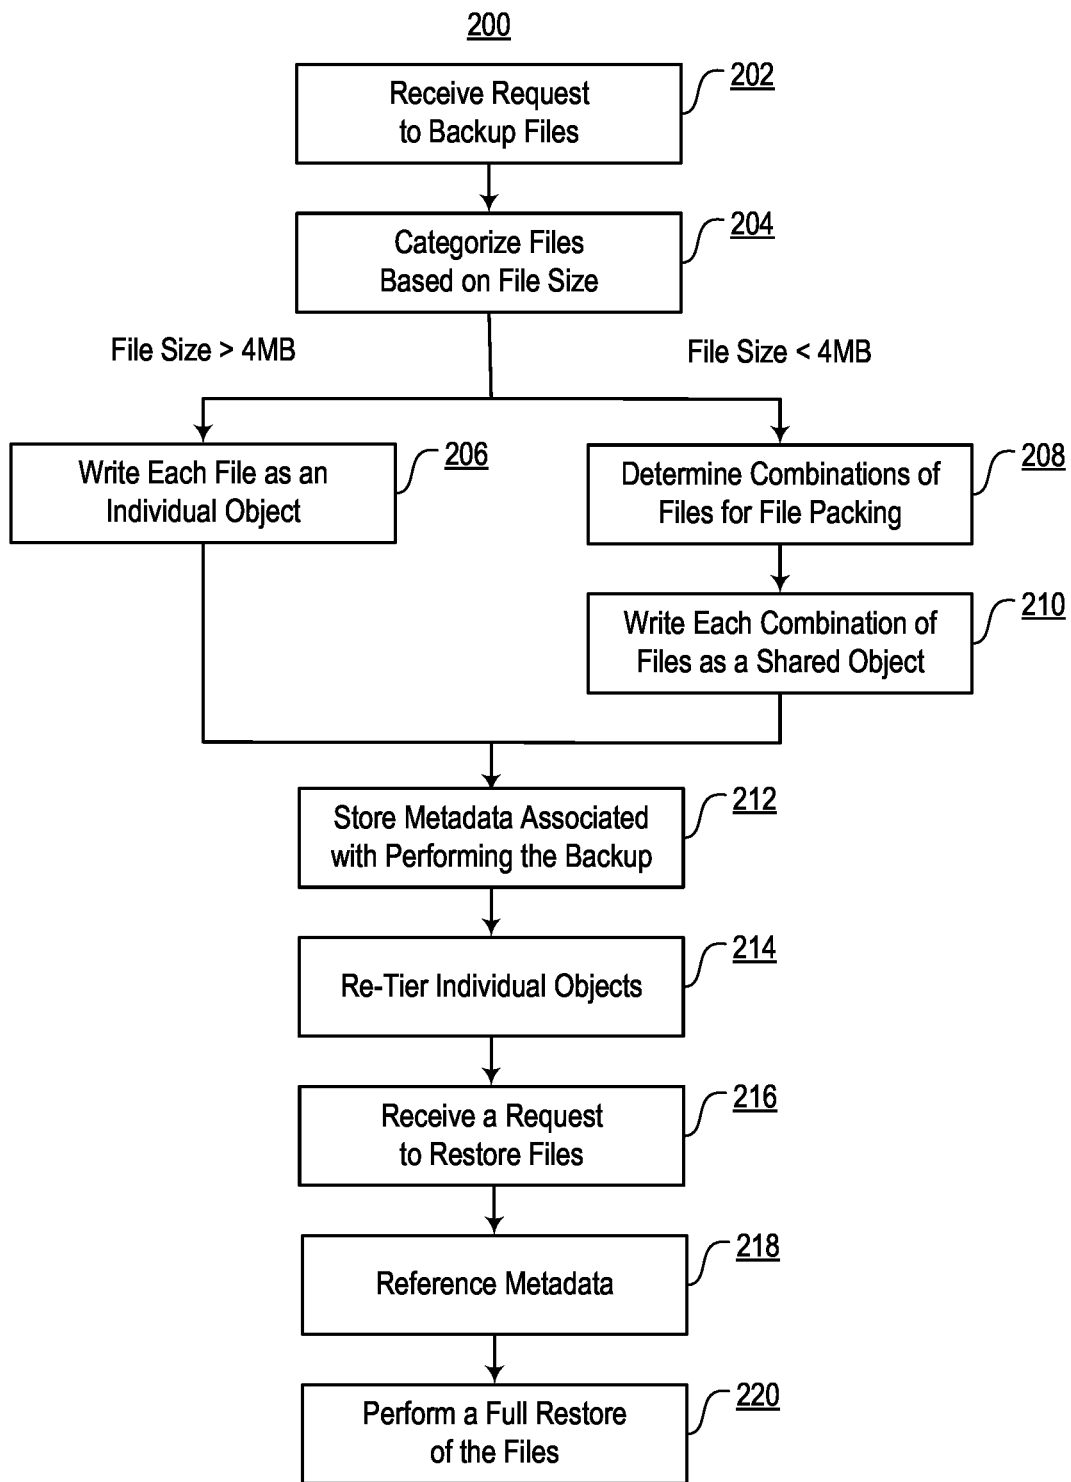 200
Receive Request
to Backup Files
202
Categorize Files
Based on File Size
204
File Size > 4MB
File Size < 4MB
Write Each File as an
Individual Object
206
Determine Combinations of
Files for File Packing
208
Write Each Combination of
Files as a Shared Object
210
Store Metadata Associated
with Performing the Backup
212
Re-Tier Individual Objects
214
Receive a Request
to Restore Files
216
Reference Metadata
218
Perform a Full Restore
of the Files
220